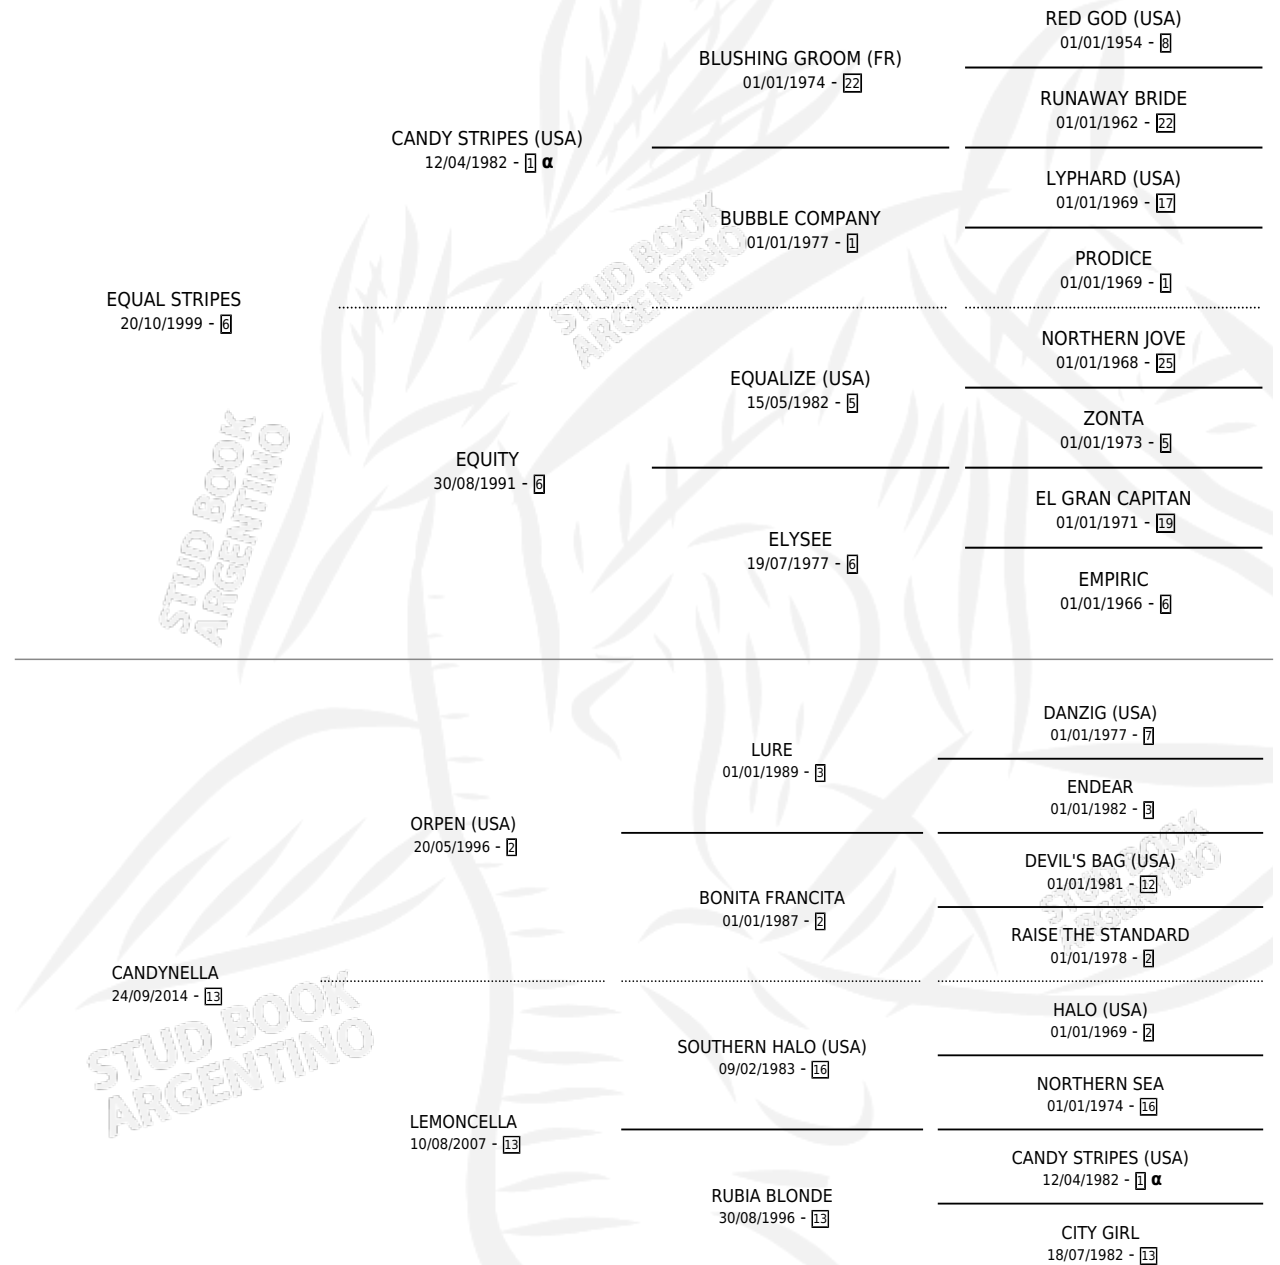 RED GOD (USA)
01/01/1954 - 8
BLUSHING GROOM (FR)
01/01/1974 - 22
RUNAWAY BRIDE
01/01/1962 - 22
CANDY STRIPES (USA)
12/04/1982 - 1 α
LYPHARD (USA)
01/01/1969 - 17
BUBBLE COMPANY
01/01/1977 - 1
PRODICE
01/01/1969 - 1
EQUAL STRIPES
20/10/1999 - 6
STUD BOOK
ARGENTINO
NORTHERN JOVE
01/01/1968 - 25
EQUALIZE (USA)
15/05/1982 - 5
ZONTA
01/01/1973 - 5
EQUITY
30/08/1991 - 6
EL GRAN CAPITAN
01/01/1971 - 19
ELYSEE
19/07/1977 - 6
EMPIRIC
01/01/1966 - 6
STUD BOOK
ARGENTINO
DANZIG (USA)
01/01/1977 - 7
LURE
01/01/1989 - 3
ENDEAR
01/01/1982 - 3
ORPEN (USA)
20/05/1996 - 2
DEVIL'S BAG (USA)
01/01/1981 - 12
BONITA FRANCITA
01/01/1987 - 2
RAISE THE STANDARD
01/01/1978 - 2
STUD BOOK
ARGENTINO
CANDYNELLA
24/09/2014 - 13
STUD BOOK
ARGENTINO
HALO (USA)
01/01/1969 - 2
SOUTHERN HALO (USA)
09/02/1983 - 16
NORTHERN SEA
01/01/1974 - 16
LEMONCELLA
10/08/2007 - 13
CANDY STRIPES (USA)
12/04/1982 - 1 α
RUBIA BLONDE
30/08/1996 - 13
CITY GIRL
18/07/1982 - 13